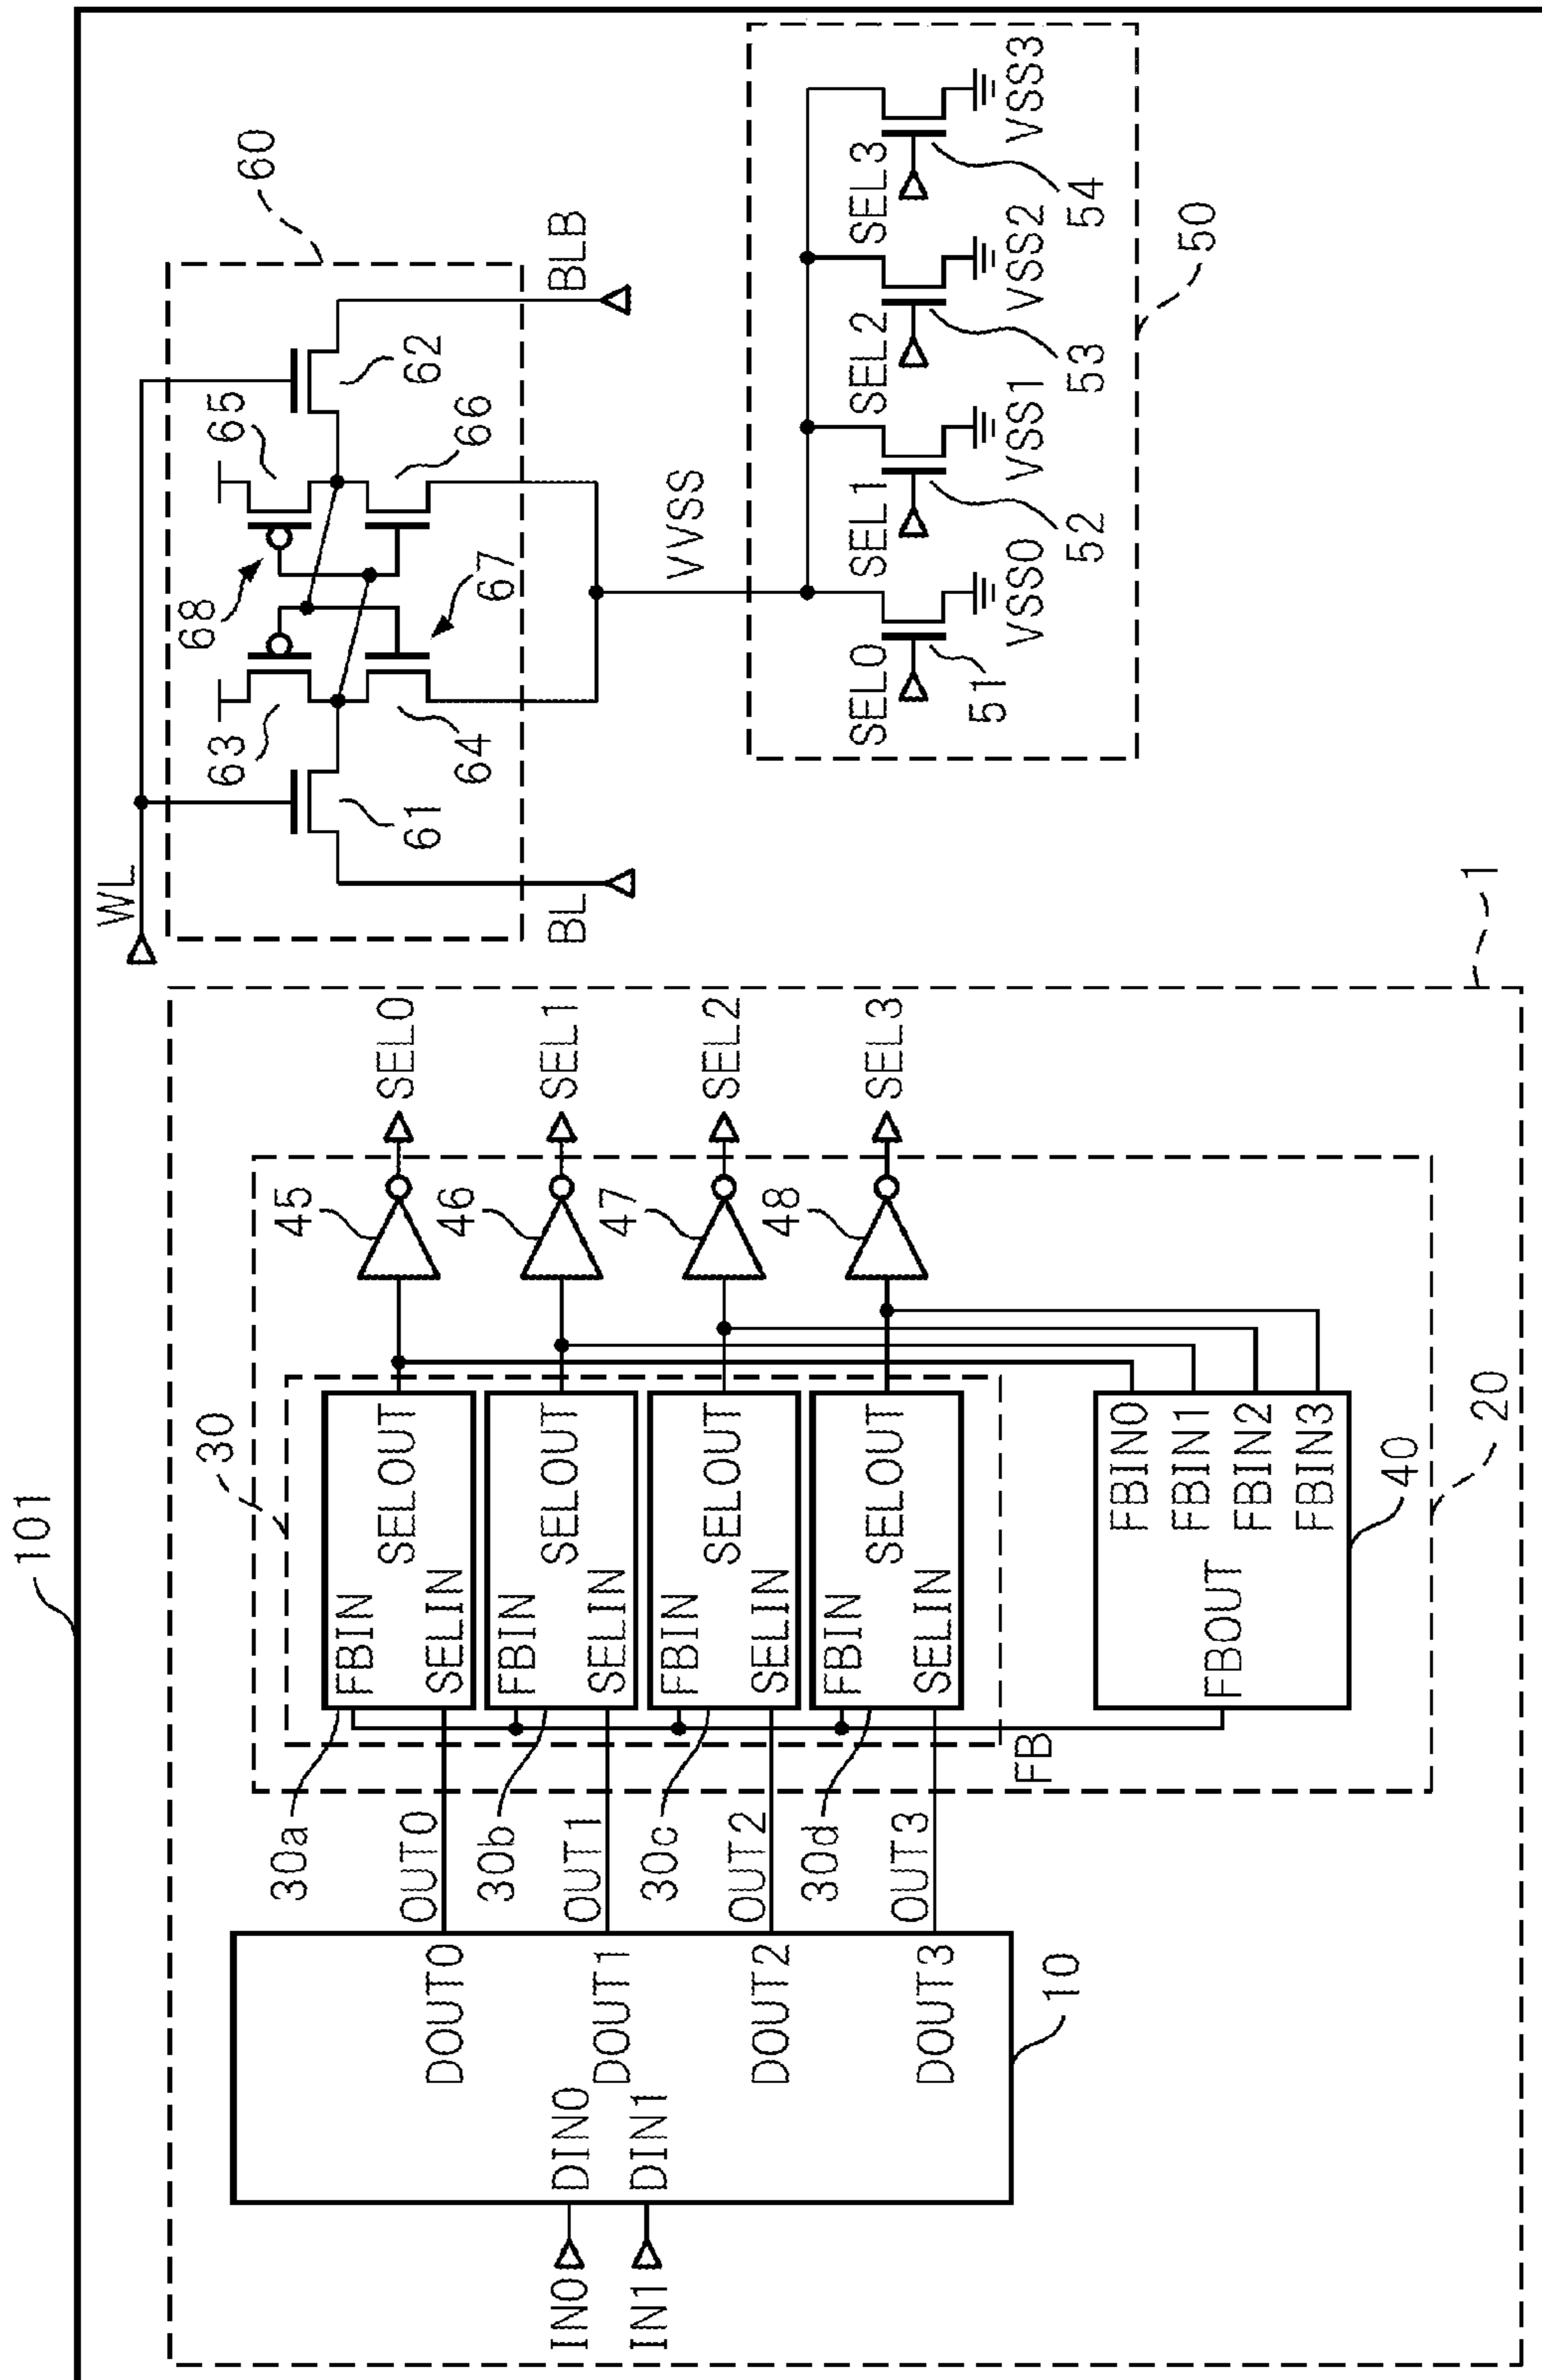 101
WL
60
68
65
62
63
61
64
66
67
BL
BLB
VVSS
SEL0
SEL1
SEL2
SEL3
51
52
53
54
VSS0
VSS1
VSS2
VSS3
50
1
30
45
SEL0
46
SEL1
47
SEL2
48
SEL3
30a
FBIN
SELOUT
SELIN
OUT0
30b
FBIN
SELOUT
SELIN
OUT1
30c
FBIN
SELOUT
SELIN
OUT2
30d
FBIN
SELOUT
SELIN
OUT3
FB
FBIN0
FBIN1
FBOUT
FBIN2
FBIN3
40
20
DOUT0
DOUT1
DOUT2
DOUT3
10
IN0
DIN0
IN1
DIN1